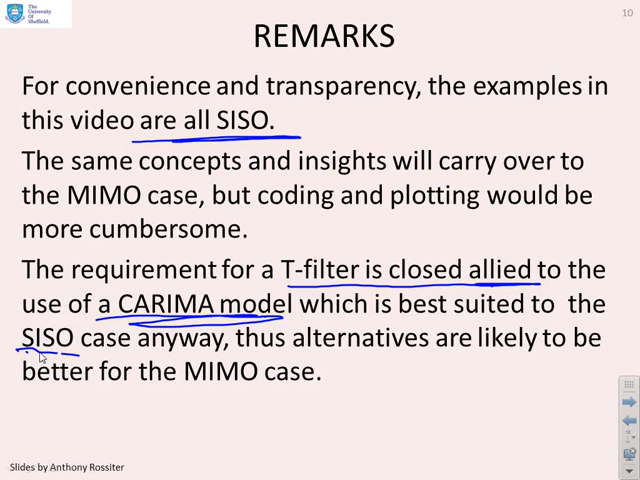 The
University
Of
Sheffield.
10
REMARKS
For convenience and transparency, the examples in
this video are all SISO.
The same concepts and insights will carry over to
the MIMO case, but coding and plotting would be
more cumbersome.
The requirement for a T-filter is closed allied to the
use of a CARIMA model which is best suited to the
SISO case anyway, thus alternatives are likely to be
better for the MIMO case.
Slides by Anthony Rossiter